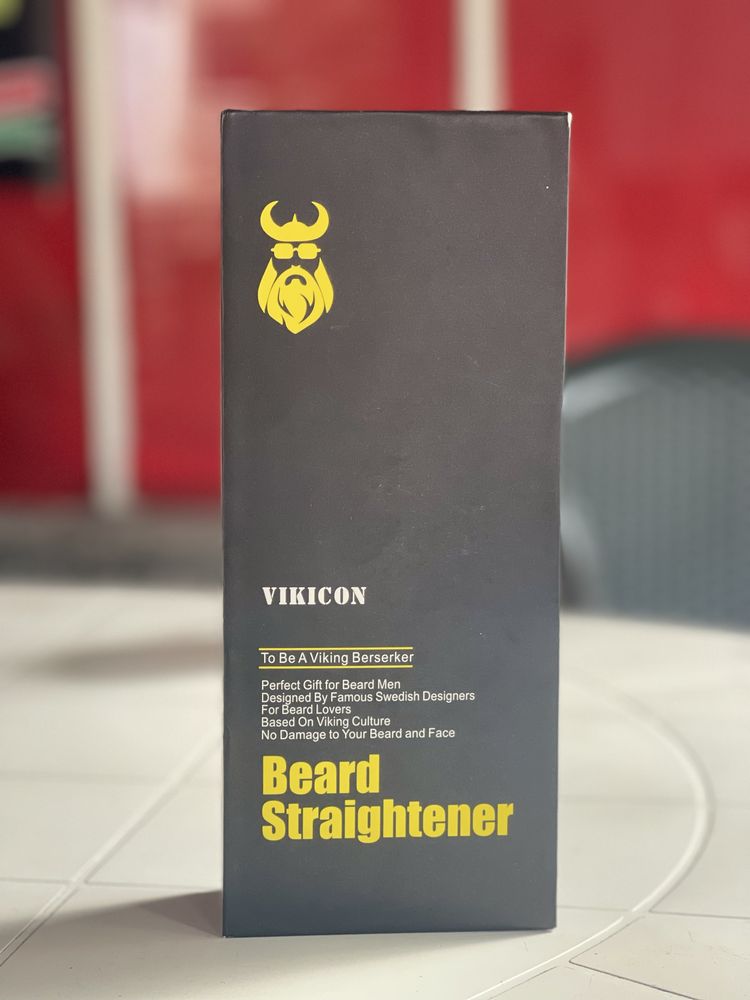 VIKICON
To Be A Viking Berserker
Perfect Gift for Beard Men
Designed By Famous Swedish Designers
For Beard Lovers
Based On Viking Culture
No Damage to Your Beard and Face
Beard
Straightener